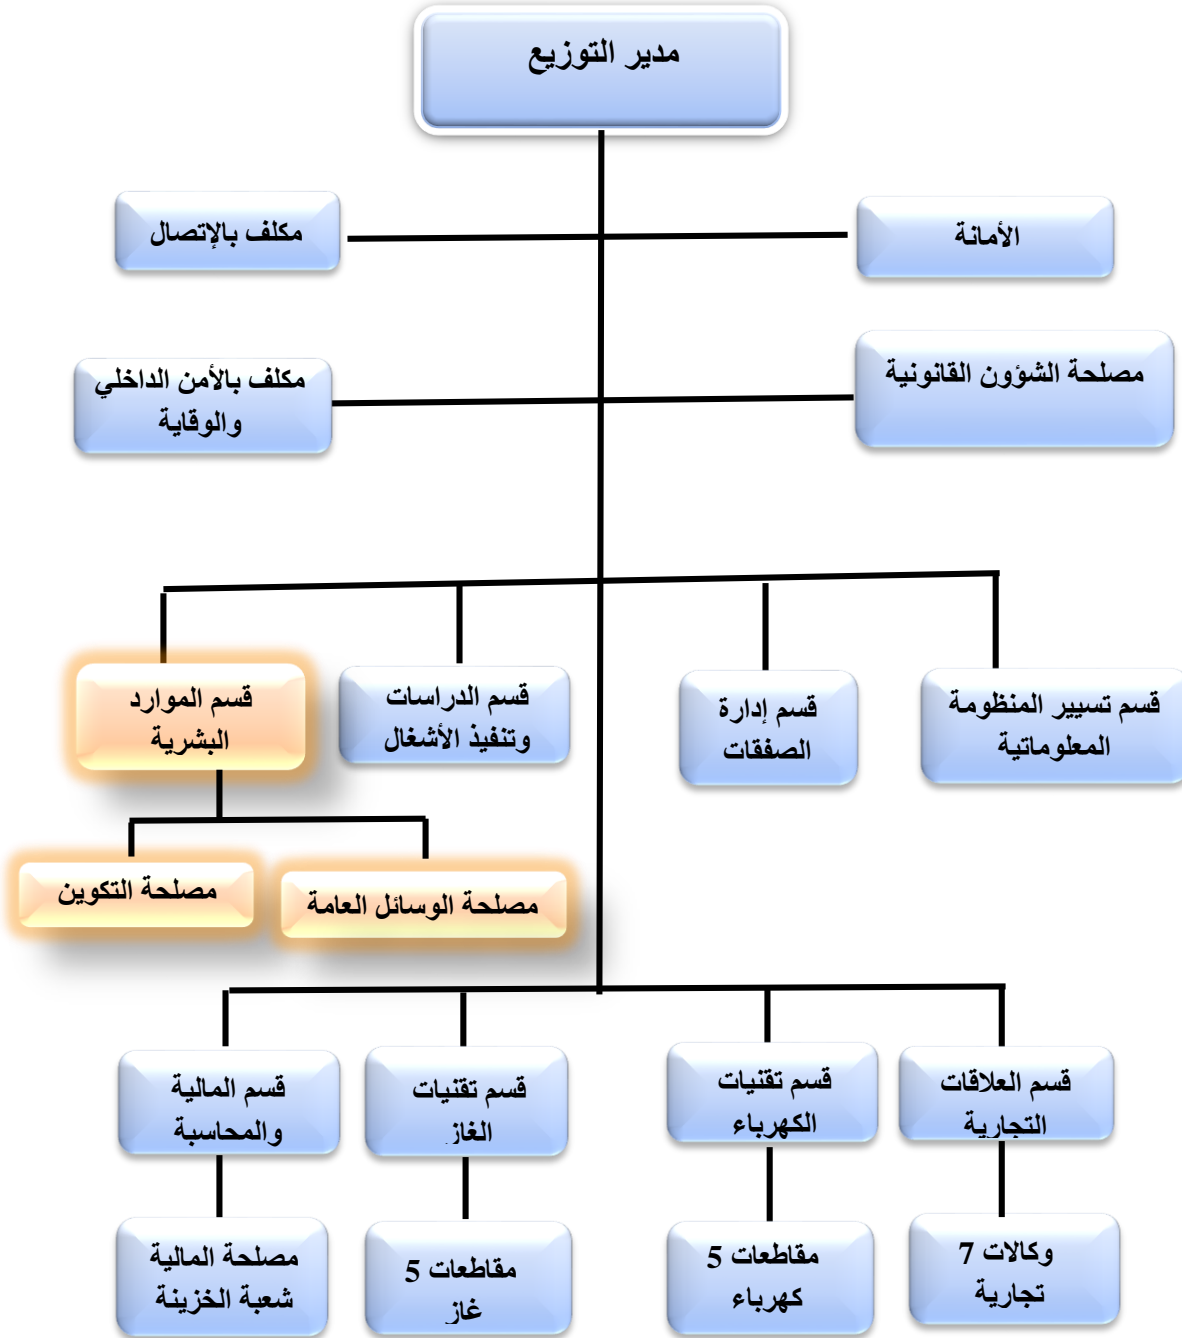 مدير التوزيع
الأمانة
مكلف بالإتصال
مصلحة الشؤون القانونية
مكلف بالأمن الداخلي
والوقاية
قسم تسيير المنظومة
المعلوماتية
قسم إدارة
الصفقات
قسم الدراسات
وتنفيذ الأشغال
قسم الموارد
البشرية
مصلحة الوسائل العامة
مصلحة التكوين
قسم العلاقات
التجارية
قسم تقنيات
الكهرباء
قسم تقنيات
الغاز
قسم المالية
والمحاسبة
وكالات 7
تجارية
مقاطعات 5
كهرباء
مقاطعات 5
غاز
مصلحة المالية
شعبة الخزينة